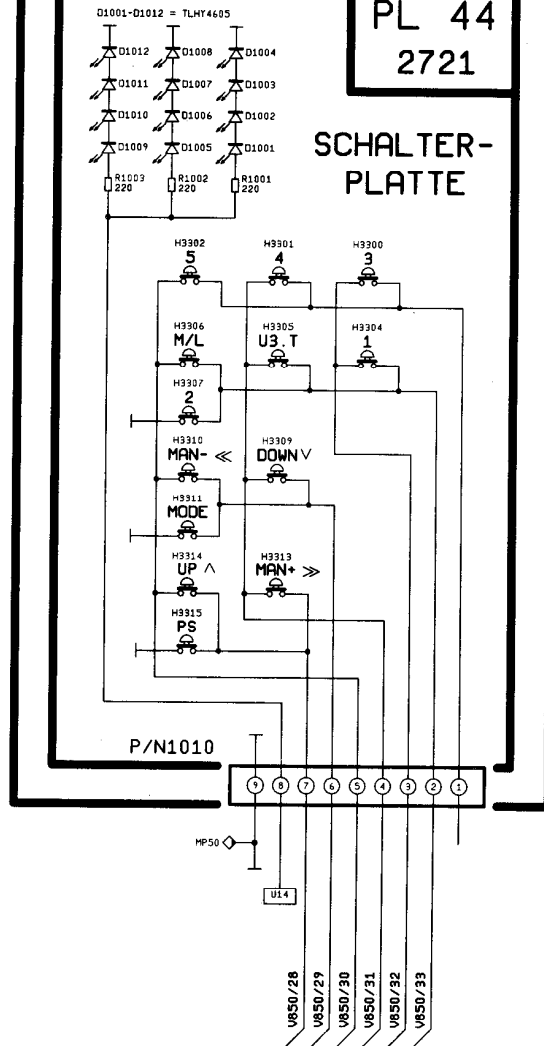 D1001-D1012 = TLHY4605
PL 44
2721
D1012 D1008 D1004
D1011 D1007 D1003
D1010 D1006 D1002
D1009 D1005 D1001
R1003 R1002 R1001
220 220 220
SCHALTER-
PLATTE
H3302 H3301 H3300
5 4 3
H3306 H3305 H3304
M/L U3.T 1
H3307
2
H3310 H3309
MAN- << DOWN ∨
H3311
MODE
H3314 H3313
UP ∧ MAN+ >>
H3315
PS
P/N1010
9 8 7 6 5 4 3 2 1
MP50
U14
V850/28
V850/29
V850/30
V850/31
V850/32
V850/33